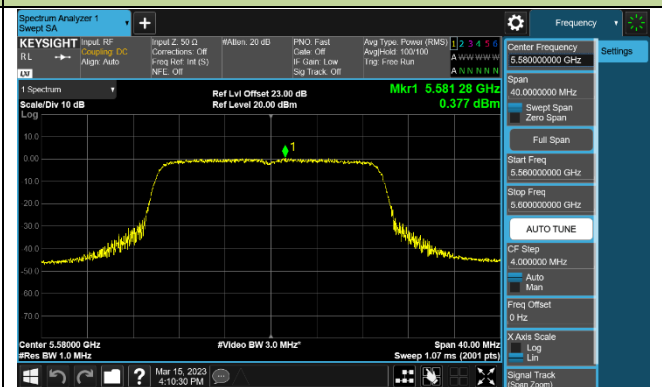 Spectrum Analyzer 1
Swept SA
+
Frequency
KEYSIGHT
RL
LXI
Input: RF
Coupling: DC
Align: Auto
Input Z: 50 Ω
Corrections: Off
Freq Ref: Int (S)
NFE: Off
#Atten: 20 dB
PNO: Fast
Gate: Off
IF Gain: Low
Sig Track: Off
Avg Type: Power (RMS)
Avg|Hold: 100/100
Trig: Free Run
1 2 3 4 5 6
A W W W W W
A N N N N N
Center Frequency
5.580000000 GHz
Settings
Span
40.0000000 MHz
Swept Span
Zero Span
Full Span
Start Freq
5.560000000 GHz
Stop Freq
5.600000000 GHz
AUTO TUNE
CF Step
4.000000 MHz
Auto
Man
Freq Offset
0 Hz
X Axis Scale
Log
Lin
Signal Track
(Span Zoom)
1 Spectrum
Scale/Div 10 dB
Log
Ref Lvl Offset 23.00 dB
Ref Level 20.00 dBm
Mkr1 5.581 28 GHz
0.377 dBm
1
10.0
0.00
-10.0
-20.0
-30.0
-40.0
-50.0
-60.0
-70.0
Center 5.58000 GHz
#Res BW 1.0 MHz
#Video BW 3.0 MHz*
Span 40.00 MHz
Sweep 1.07 ms (2001 pts)
?
Mar 15, 2023
4:10:30 PM